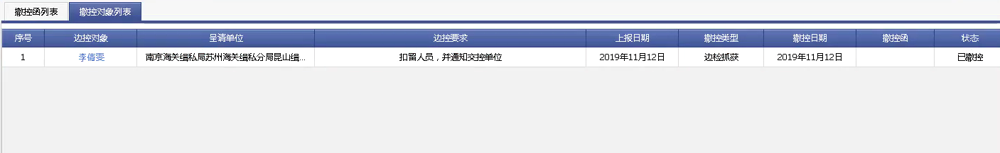 撤控函列表 撤控对象列表
序号 边控对象 呈请单位 边控要求 上报日期 撤控类型 撤控日期 撤控函 状态
1 李倩雯 南京海关缉私局苏州海关缉私分局昆山缉... 扣留人员，并通知交控单位 2019年11月12日 边检抓获 2019年11月12日 已撤控